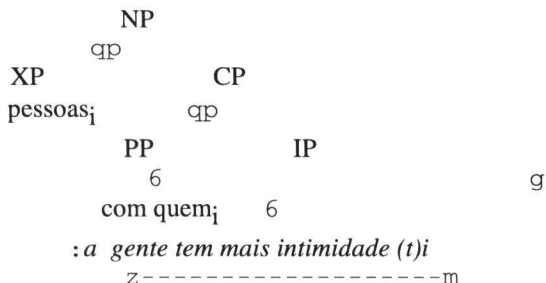 NP
qp
XP CP
pessoasi qp
PP IP
6 g
com quemi 6
:a gente tem mais intimidade (t)i
z-------------------m